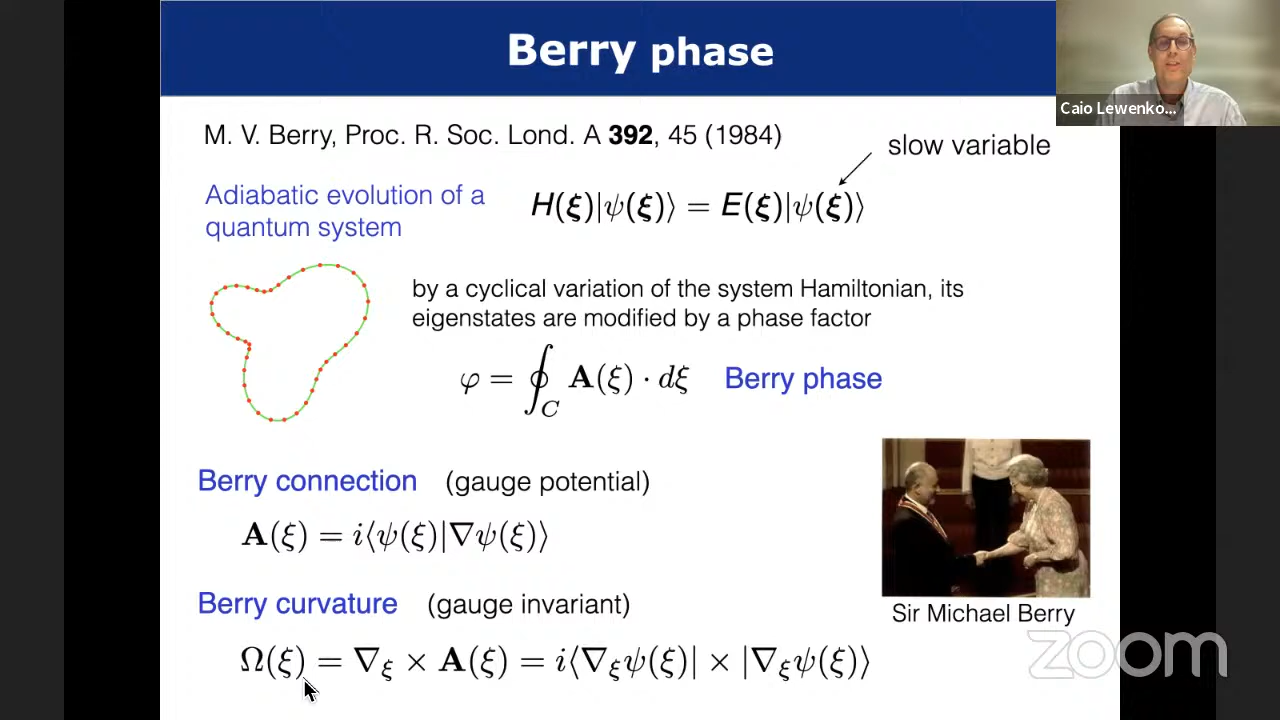 Berry phase
Caio Lewenko...
M. V. Berry, Proc. R. Soc. Lond. A 392, 45 (1984)
slow variable
Adiabatic evolution of a
quantum system
H(ξ)|ψ(ξ)⟩ = E(ξ)|ψ(ξ)⟩
by a cyclical variation of the system Hamiltonian, its
eigenstates are modified by a phase factor
φ = ∮_C A(ξ) · dξ Berry phase
Berry connection (gauge potential)
A(ξ) = i⟨ψ(ξ)|∇ψ(ξ)⟩
Berry curvature (gauge invariant)
Ω(ξ) = ∇_ξ × A(ξ) = i⟨∇_ξψ(ξ)| × |∇_ξψ(ξ)⟩
Sir Michael Berry
zoom